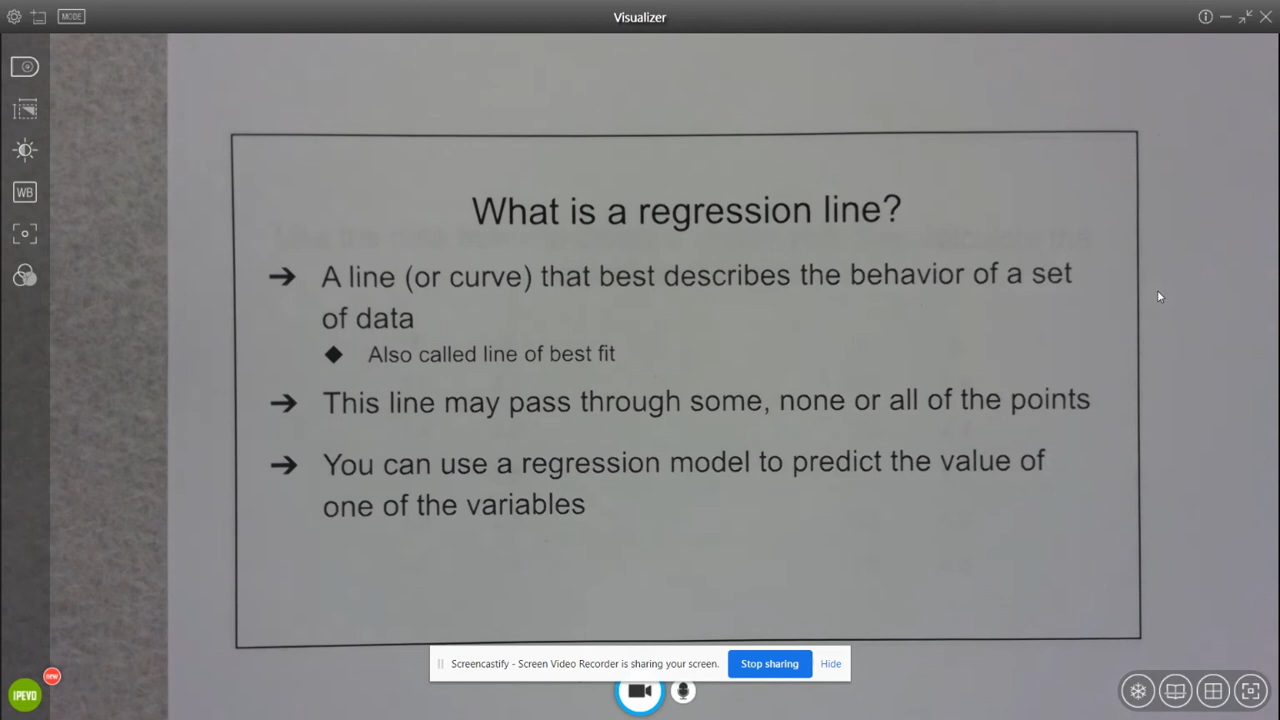 MODE
Visualizer
WB
What is a regression line?
➔ A line (or curve) that best describes the behavior of a set
of data
◆ Also called line of best fit
➔ This line may pass through some, none or all of the points
➔ You can use a regression model to predict the value of
one of the variables
Screencastify - Screen Video Recorder is sharing your screen. Stop sharing Hide
new
IPEVO